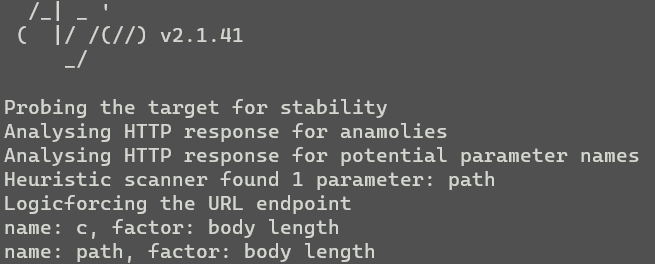 v2.1.41
Probing the target for stability
Analysing HTTP response for anamolies
Analysing HTTP response for potential parameter names
Heuristic scanner found 1 parameter: path
Logicforcing the URL endpoint
name: c, factor: body length
name: path, factor: body length